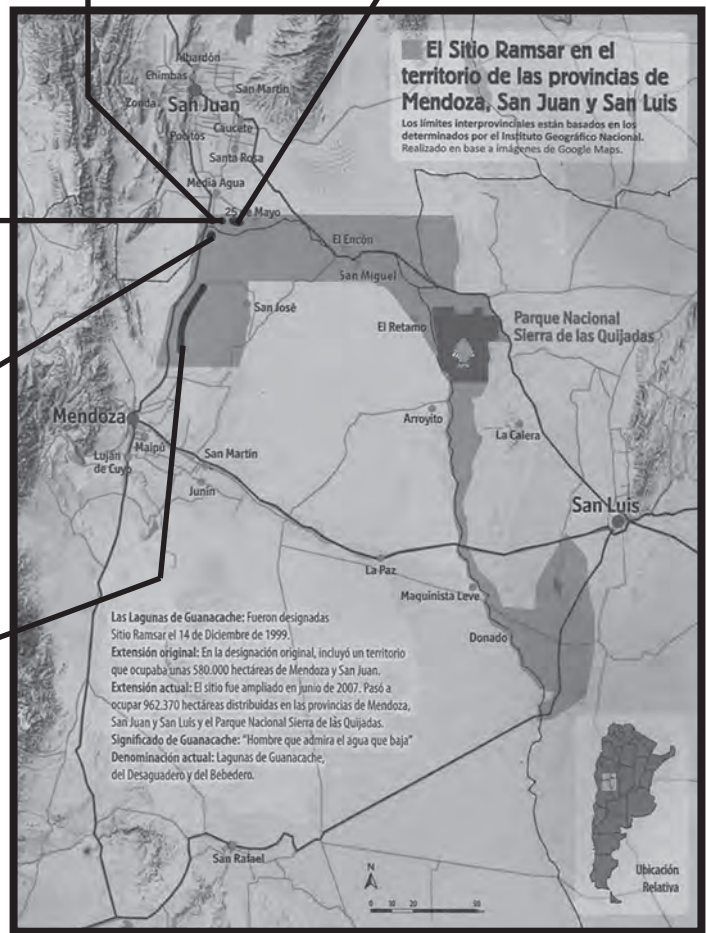 El Sitio Ramsar en el
territorio de las provincias de
Mendoza, San Juan y San Luis
Los límites interprovinciales están basados en los
determinados por el Instituto Geográfico Nacional.
Realizado en base a imágenes de Google Maps.
Albardón
Chimbas
San Martín
Zonda
San Juan
Caucete
Pocitos
Santa Rosa
Media Agua
25 de Mayo
El Encón
San Miguel
San José
El Retamo
Parque Nacional
Sierra de las Quijadas
Mendoza
Arroyito
La Calera
Maipú
Luján
de Cuyo
San Martín
Junín
San Luis
La Paz
Maquinista Leve
Donado
Las Lagunas de Guanacache: Fueron designadas
Sitio Ramsar el 14 de Diciembre de 1999.
Extensión original: En la designación original, incluyó un territorio
que ocupaba unas 580.000 hectáreas de Mendoza y San Juan.
Extensión actual: El sitio fue ampliado en junio de 2007. Pasó a
ocupar 962.370 hectáreas distribuidas en las provincias de Mendoza,
San Juan y San Luis y el Parque Nacional Sierra de las Quijadas.
Significado de Guanacache: "Hombre que admira el agua que baja"
Denominación actual: Lagunas de Guanacache,
del Desaguadero y del Bebedero.
San Rafael
N
0 10 20 50
Ubicación
Relativa